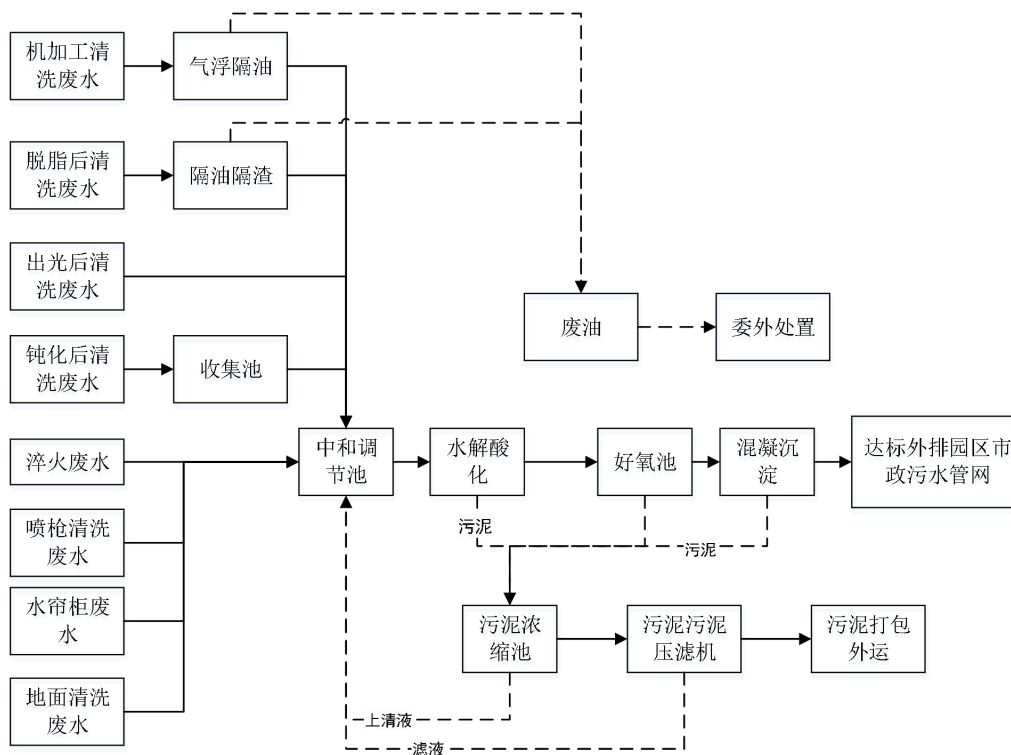 机加工清
洗废水
气浮隔油
脱脂后清
洗废水
隔油隔渣
出光后清
洗废水
废油
委外处置
钝化后清
洗废水
收集池
淬火废水
中和调
节池
水解酸
化
好氧池
混凝沉
淀
达标外排园区市
政污水管网
喷枪清洗
废水
污泥
污泥
水帘柜废
水
污泥浓
缩池
污泥污泥
压滤机
污泥打包
外运
地面清洗
废水
上清液
滤液